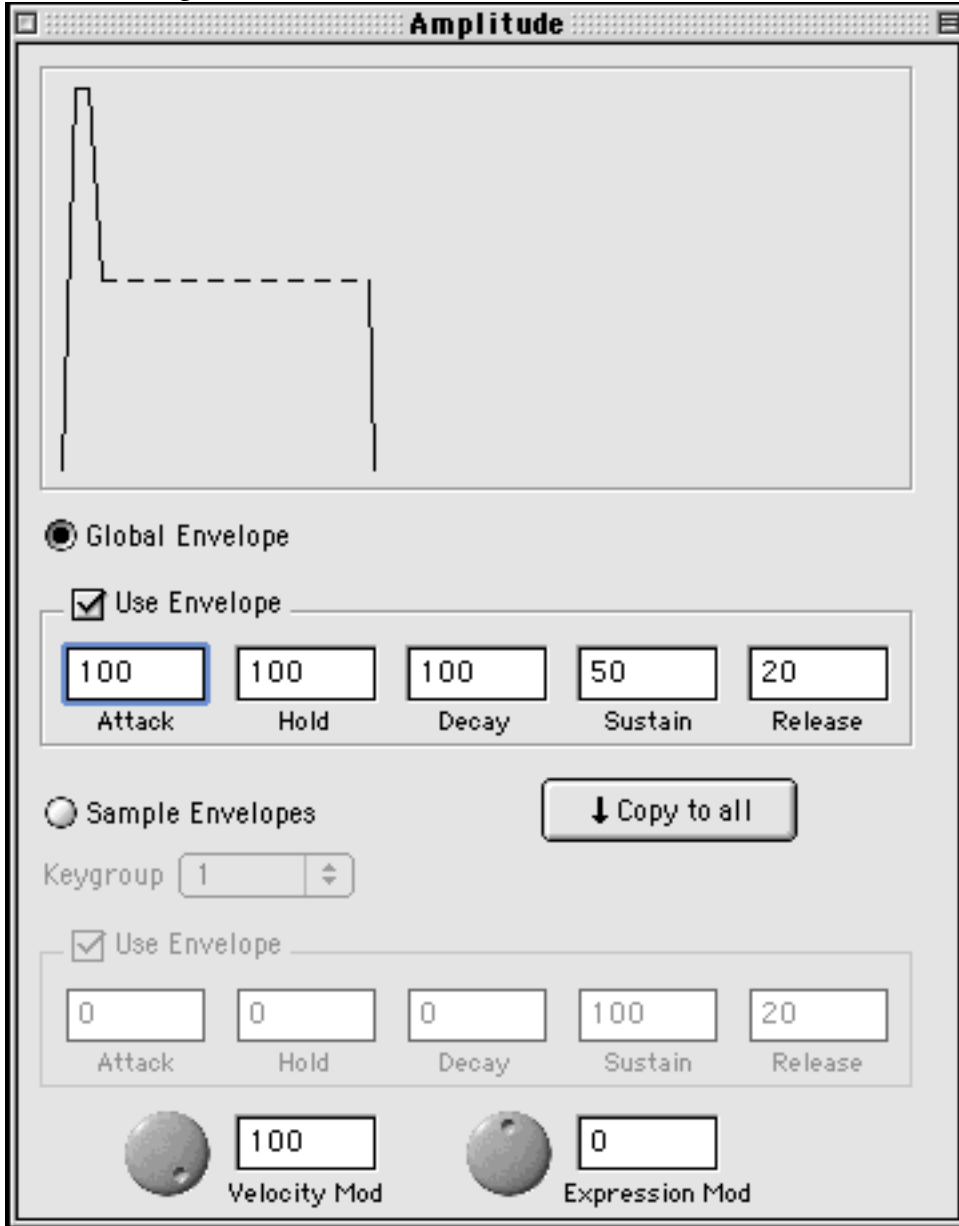 Amplitude
Global Envelope
Use Envelope
100 100 100 50 20
Attack Hold Decay Sustain Release
Sample Envelopes
Copy to all
Keygroup 1
Use Envelope
0 0 0 100 20
Attack Hold Decay Sustain Release
100 0
Velocity Mod Expression Mod